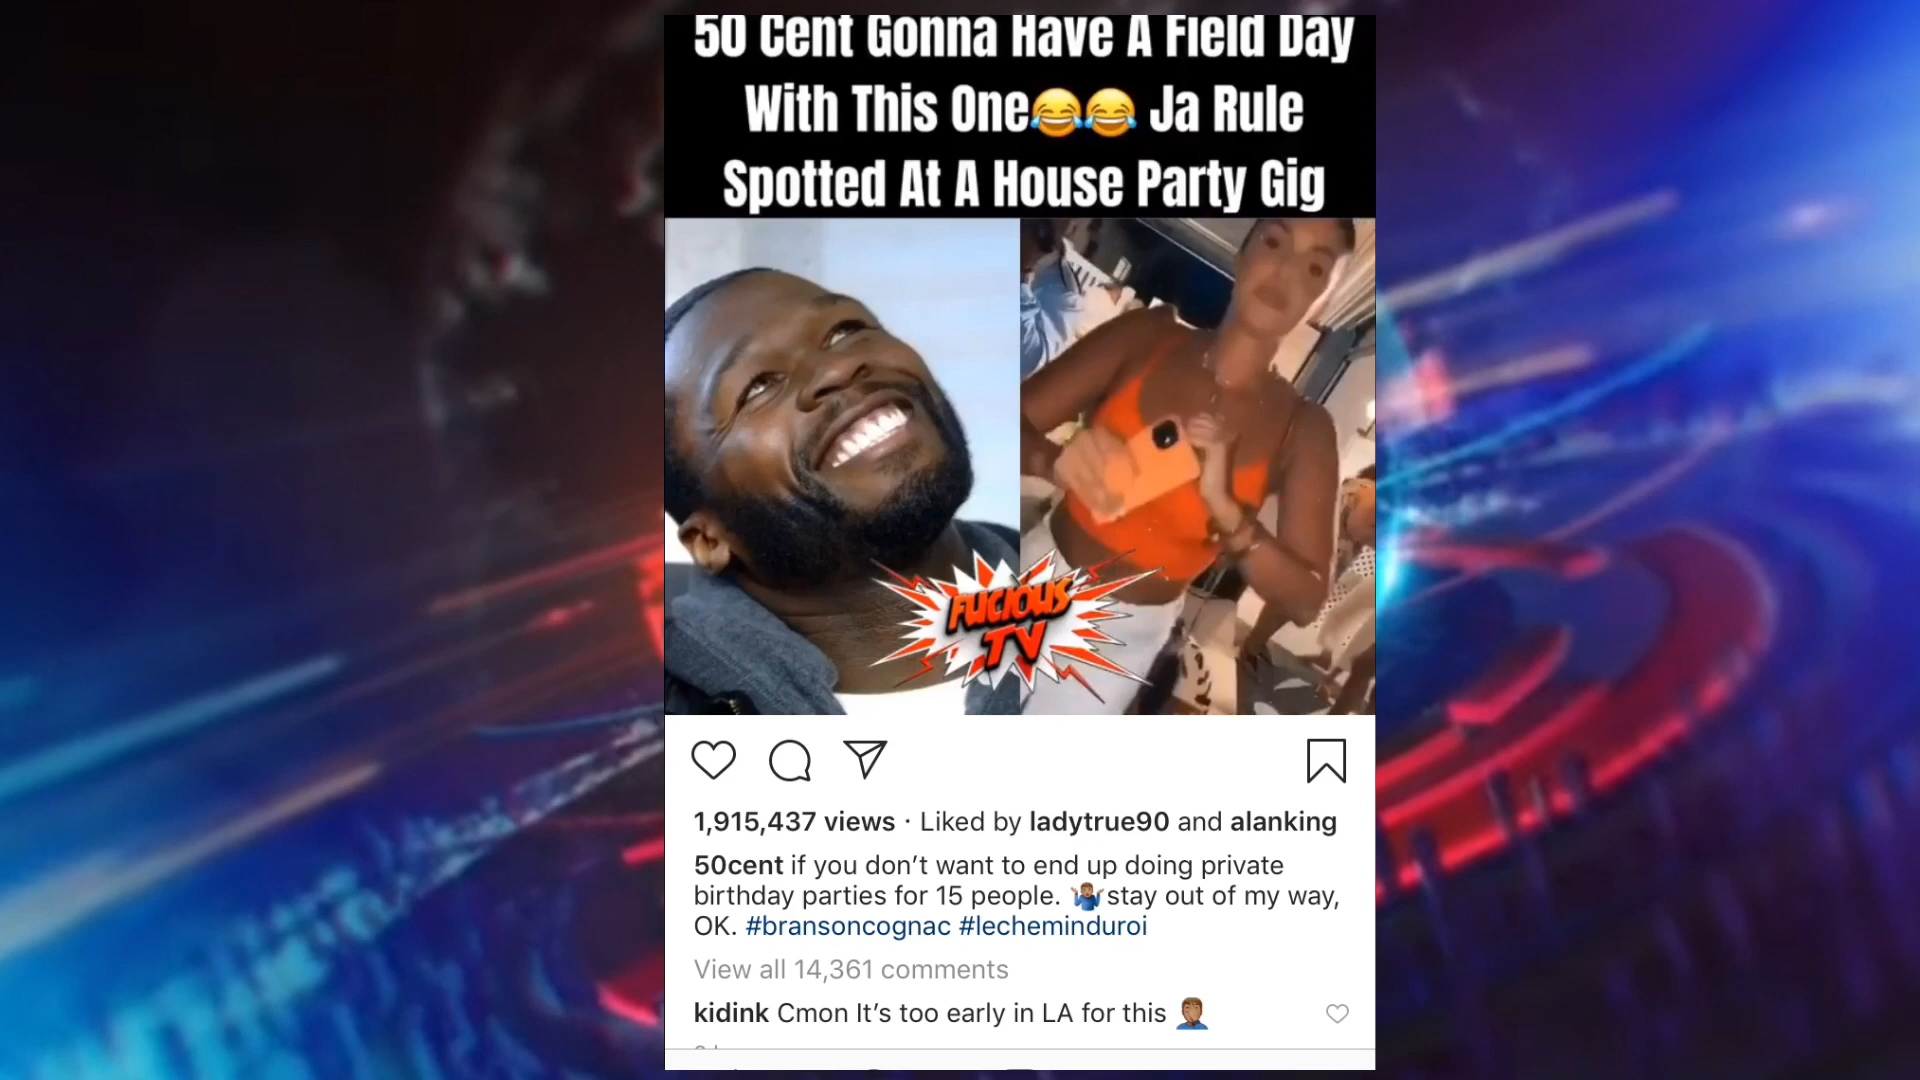 50 Cent Gonna Have A Field Day
With This One😂😂 Ja Rule
Spotted At A House Party Gig
FUCIOUS
TV
1,915,437 views · Liked by ladytrue90 and alanking
50cent if you don’t want to end up doing private
birthday parties for 15 people. 🤷🏽‍♂️stay out of my way,
OK. #bransoncognac #lecheminduroi
View all 14,361 comments
kidink Cmon It’s too early in LA for this 🤦🏽‍♂️